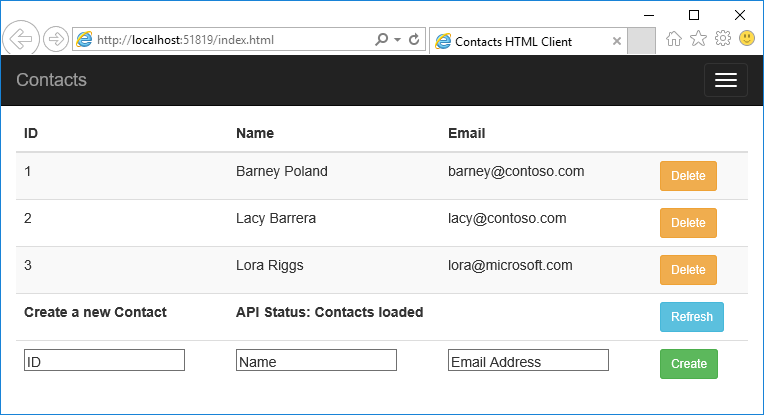 http://localhost:51819/index.html
Contacts HTML Client
Contacts
ID Name Email
1 Barney Poland barney@contoso.com Delete
2 Lacy Barrera lacy@contoso.com Delete
3 Lora Riggs lora@microsoft.com Delete
Create a new Contact API Status: Contacts loaded Refresh
ID Name Email Address Create